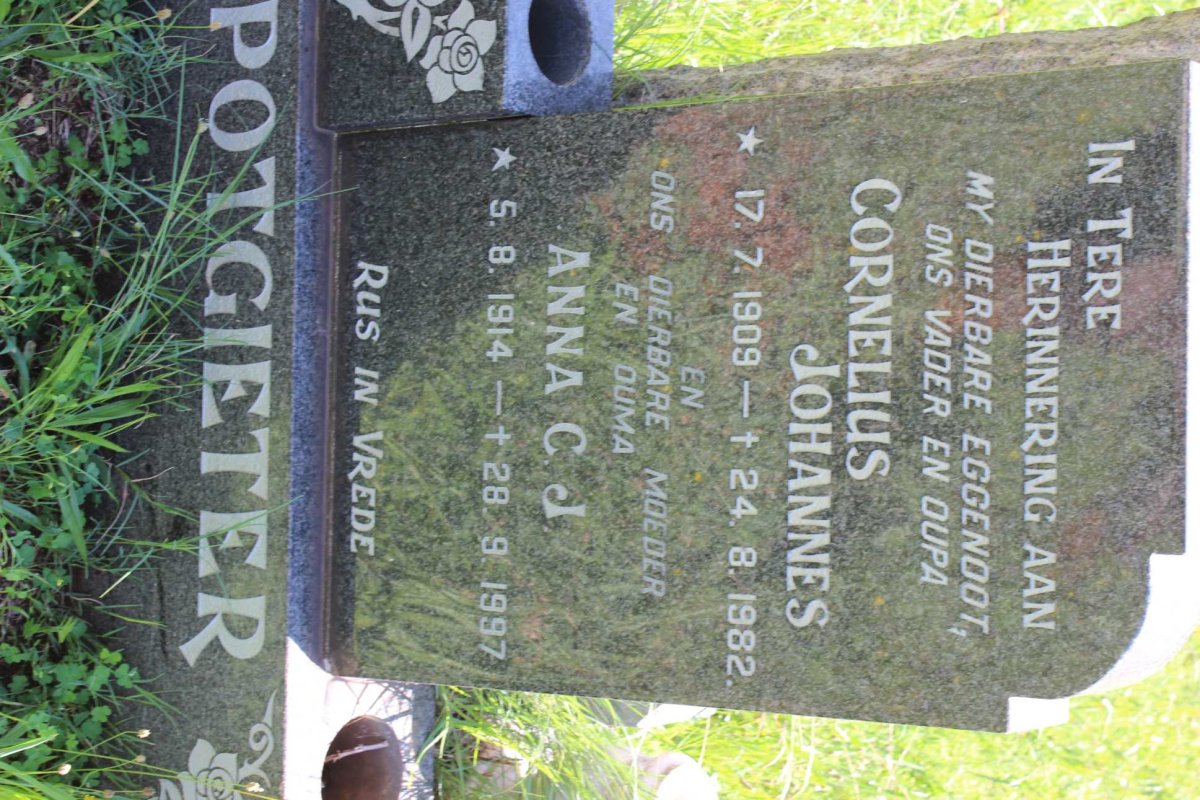 IN TERE
HERINNERING AAN
MY DIERBARE EGGENOOT,
ONS VADER EN OUPA
CORNELIUS
JOHANNES
★ 17. 7. 1909 — † 24. 8. 1982.
EN
ONS DIERBARE MOEDER
EN OUMA
ANNA C. J.
★ 5. 8. 1914 — † 28. 9. 1997
RUS IN VREDE
POTGIETER